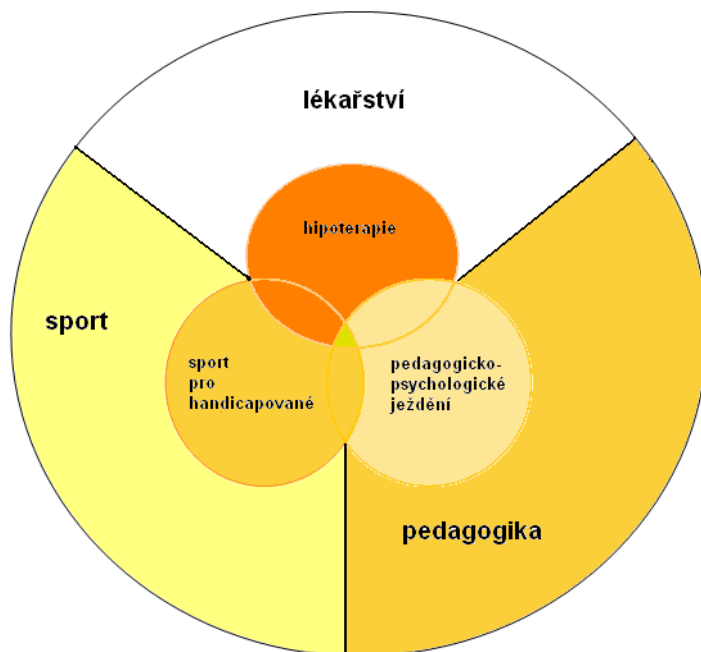 lékařství
hipoterapie
sport
sport
pro
handicapované
pedagogicko-
psychologické
ježdění
pedagogika